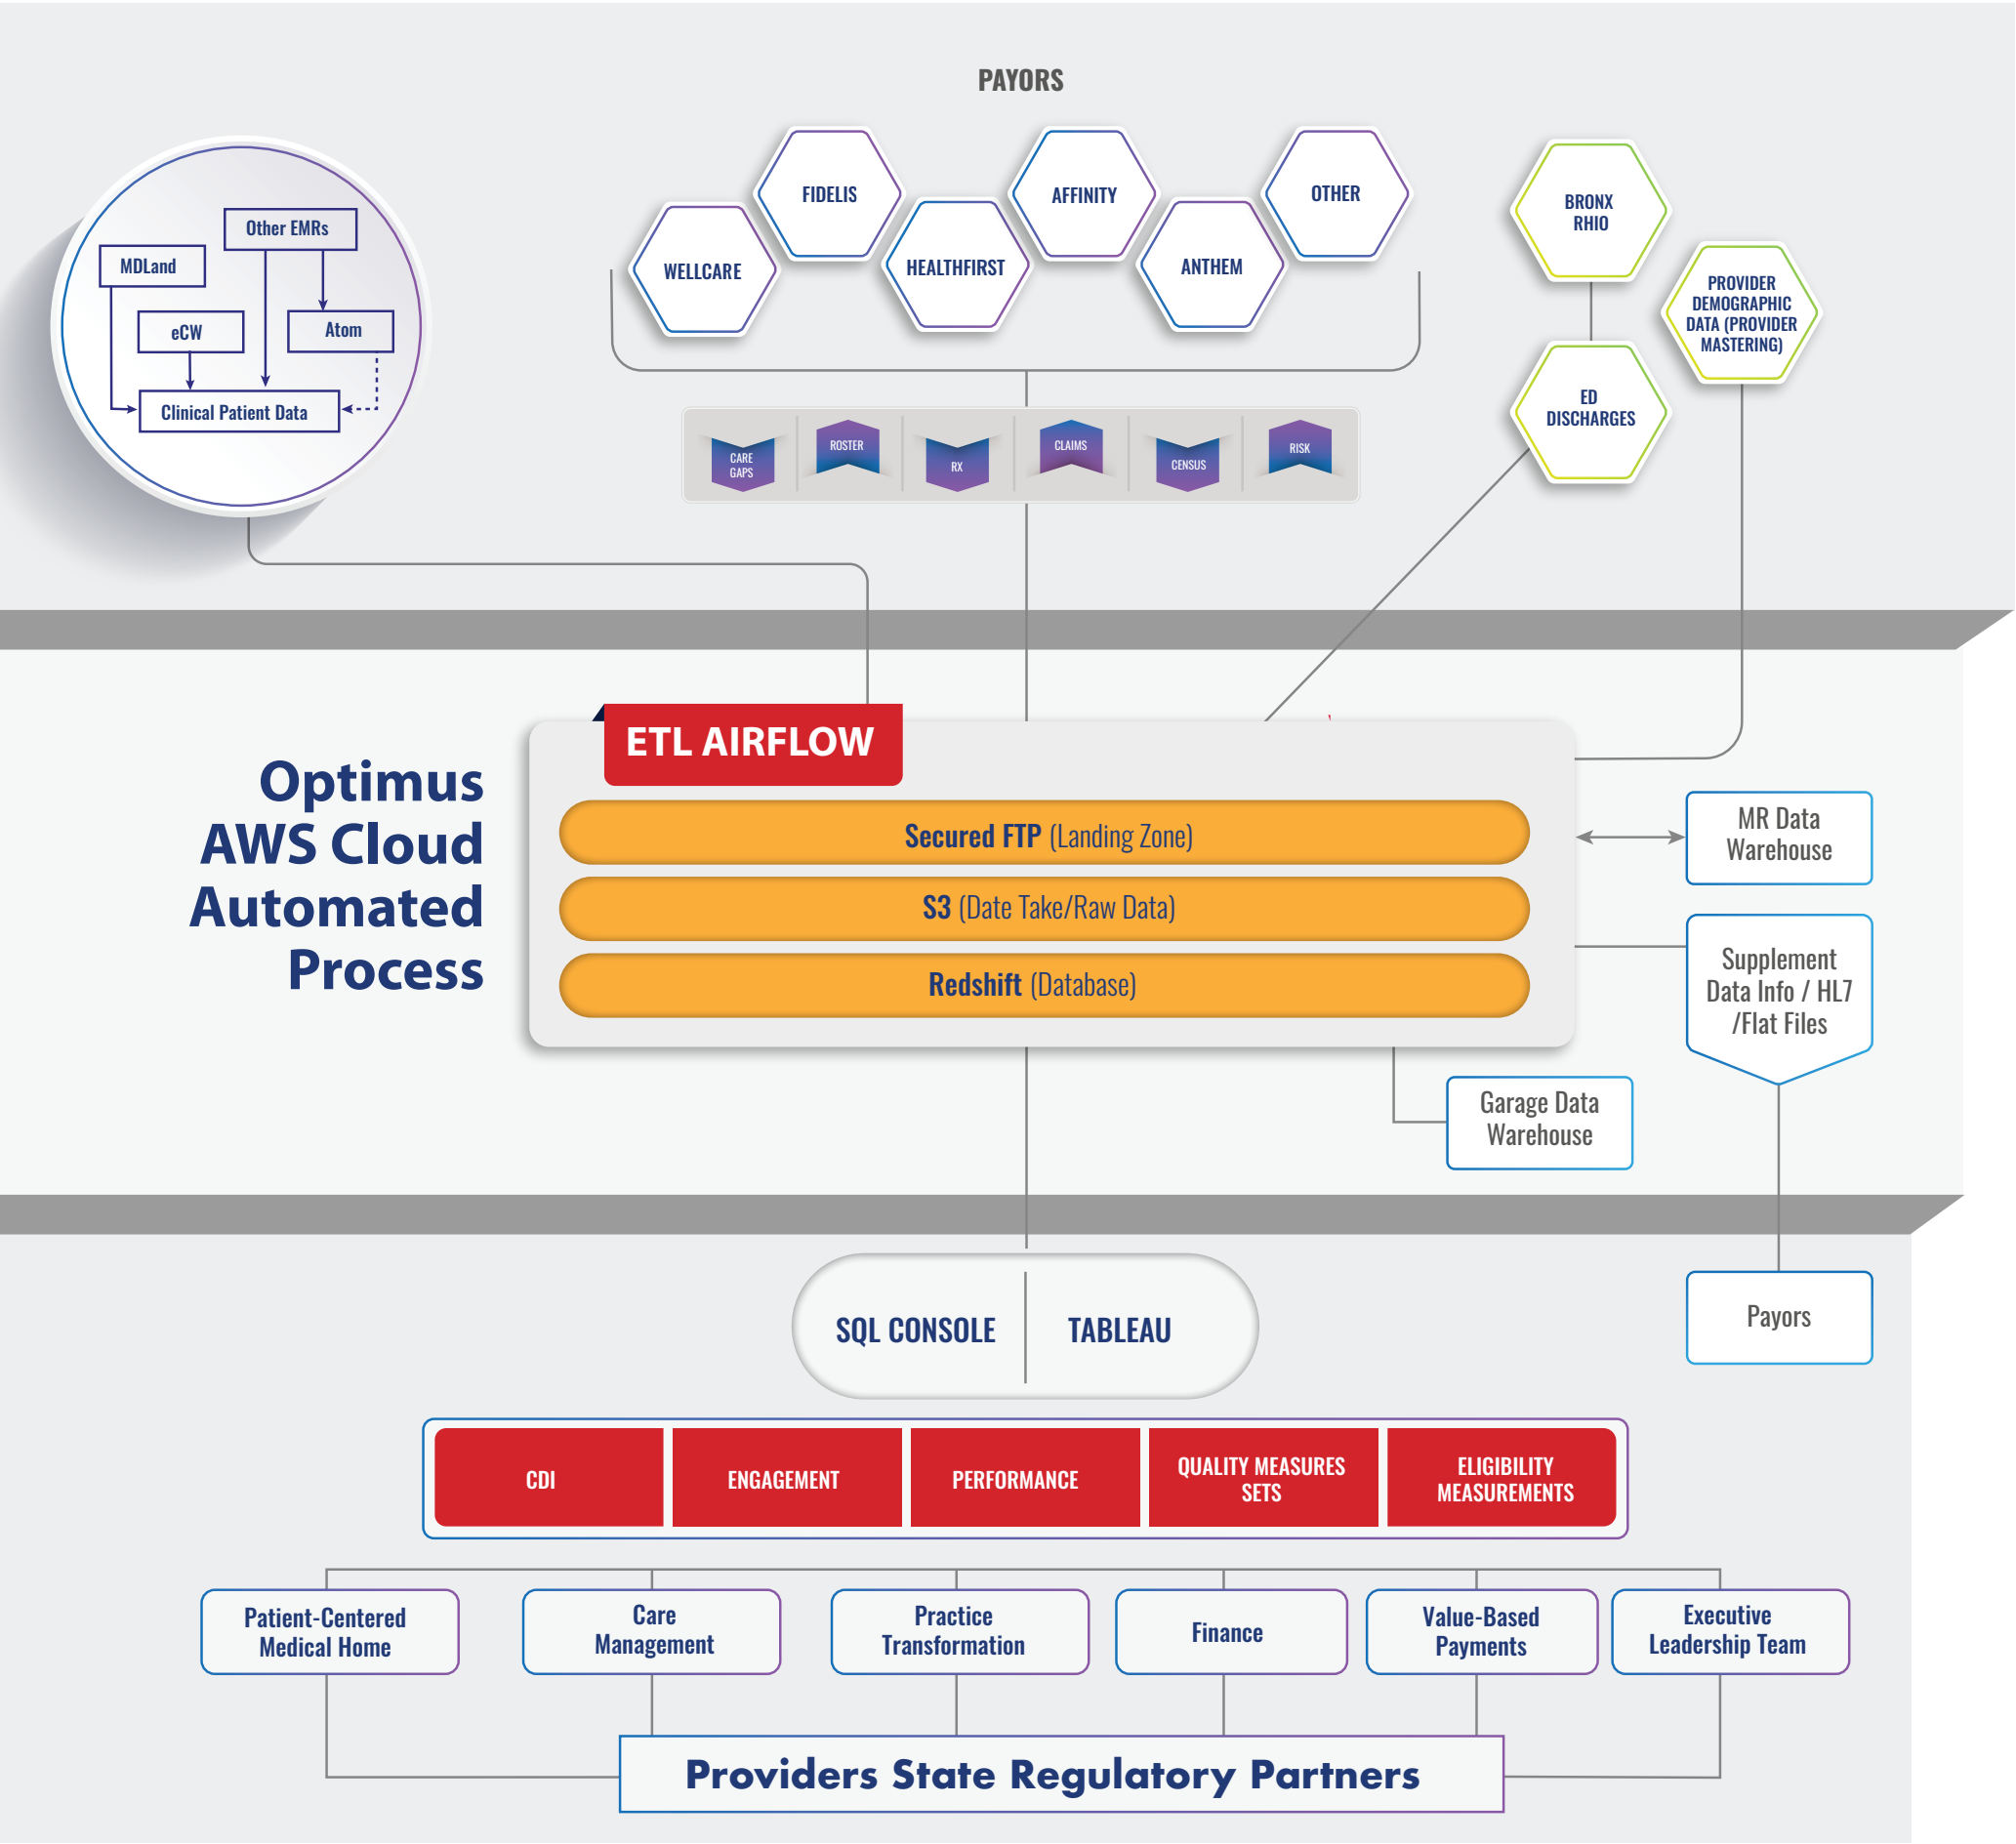 PAYORS
Other EMRs
MDLand
eCW
Atom
Clinical Patient Data
WELLCARE
FIDELIS
HEALTHFIRST
AFFINITY
ANTHEM
OTHER
BRONX
RHIO
PROVIDER
DEMOGRAPHIC
DATA (PROVIDER
MASTERING)
ED
DISCHARGES
CARE
GAPS
ROSTER
RX
CLAIMS
CENSUS
RISK
Optimus
AWS Cloud
Automated
Process
ETL AIRFLOW
Secured FTP (Landing Zone)
S3 (Date Take/Raw Data)
Redshift (Database)
MR Data
Warehouse
Supplement
Data Info / HL7
/Flat Files
Garage Data
Warehouse
Payors
SQL CONSOLE
TABLEAU
CDI
ENGAGEMENT
PERFORMANCE
QUALITY MEASURES
SETS
ELIGIBILITY
MEASUREMENTS
Patient-Centered
Medical Home
Care
Management
Practice
Transformation
Finance
Value-Based
Payments
Executive
Leadership Team
Providers State Regulatory Partners